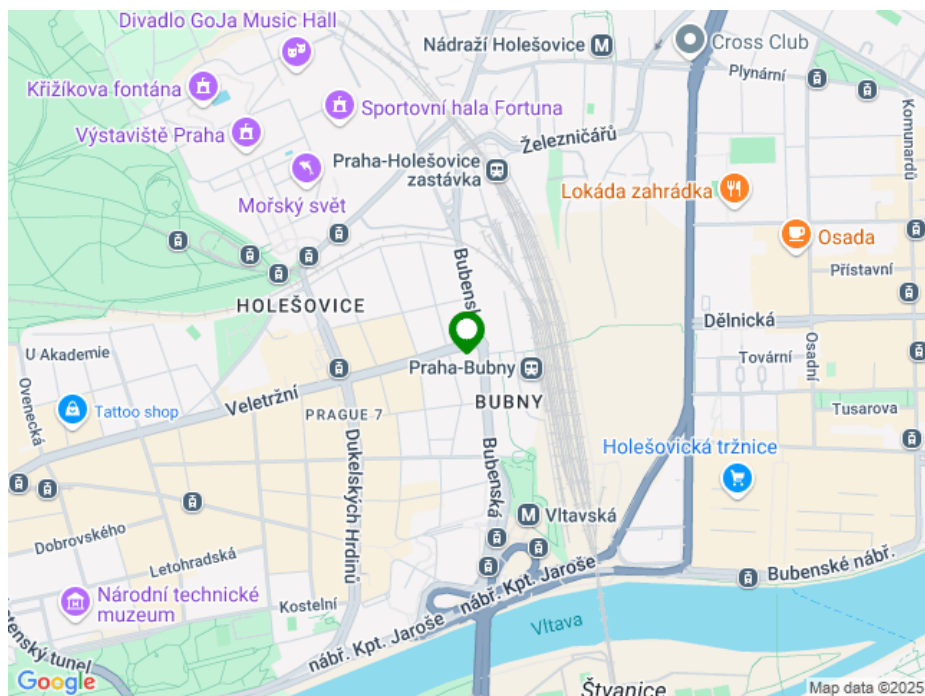 Divadlo GoJa Music Hall
Nádraží Holešovice
M
Cross Club
Plynární
Křižíkova fontána
Sportovní hala Fortuna
Komunardů
Výstaviště Praha
Železničářů
Praha-Holešovice
zastávka
Lokáda zahrádka
Mořský svět
Osada
Bubensk
Přístavní
HOLEŠOVICE
Dělnická
U Akademie
Praha-Bubny
Tovární
Osadní
Ovenecká
Veletržní
Tattoo shop
PRAGUE 7
BUBNY
Tusarova
Dukelských Hrdinů
Bubenská
Holešovická tržnice
M
Vltavská
Dobrovského
Letohradská
Bubenské nábř.
Národní technické
muzeum
Kostelní
nábř. Kpt. Jaroše
nábř. Kpt. Jaroše
Vltava
tenský tunel
Google
Štvanice
Map data ©2025